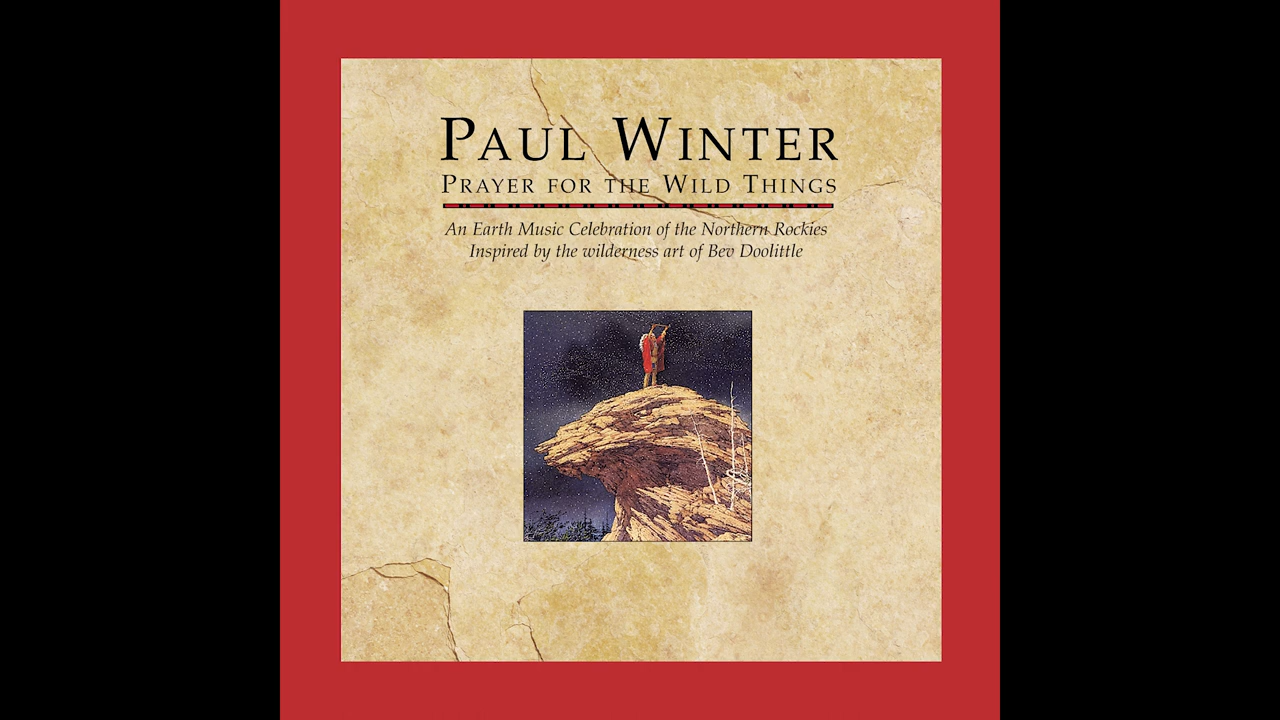 PAUL WINTER
PRAYER FOR THE WILD THINGS
An Earth Music Celebration of the Northern Rockies
Inspired by the wilderness art of Bev Doolittle